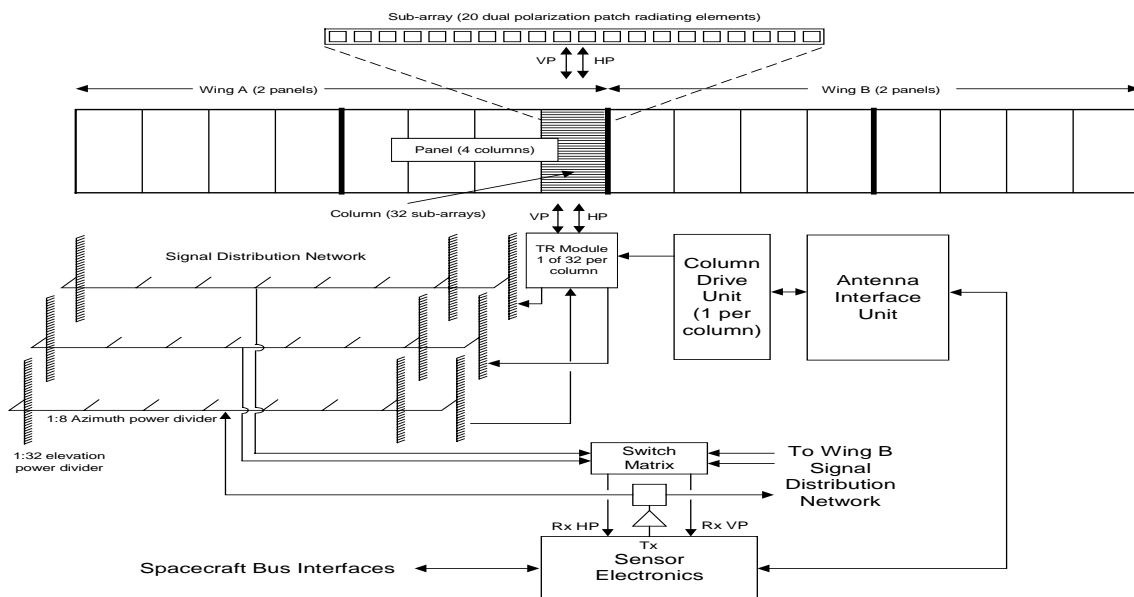 Sub-array (20 dual polarization patch radiating elements)
VP
HP
Wing A (2 panels)
Wing B (2 panels)
Panel (4 columns)
Column (32 sub-arrays)
VP
HP
Signal Distribution Network
TR Module
1 of 32 per
column
Column
Drive
Unit
(1 per
column)
Antenna
Interface
Unit
1:8 Azimuth power divider
1:32 elevation
power divider
Switch
Matrix
To Wing B
Signal
Distribution
Network
Rx HP
Rx VP
Tx
Sensor
Electronics
Spacecraft Bus Interfaces